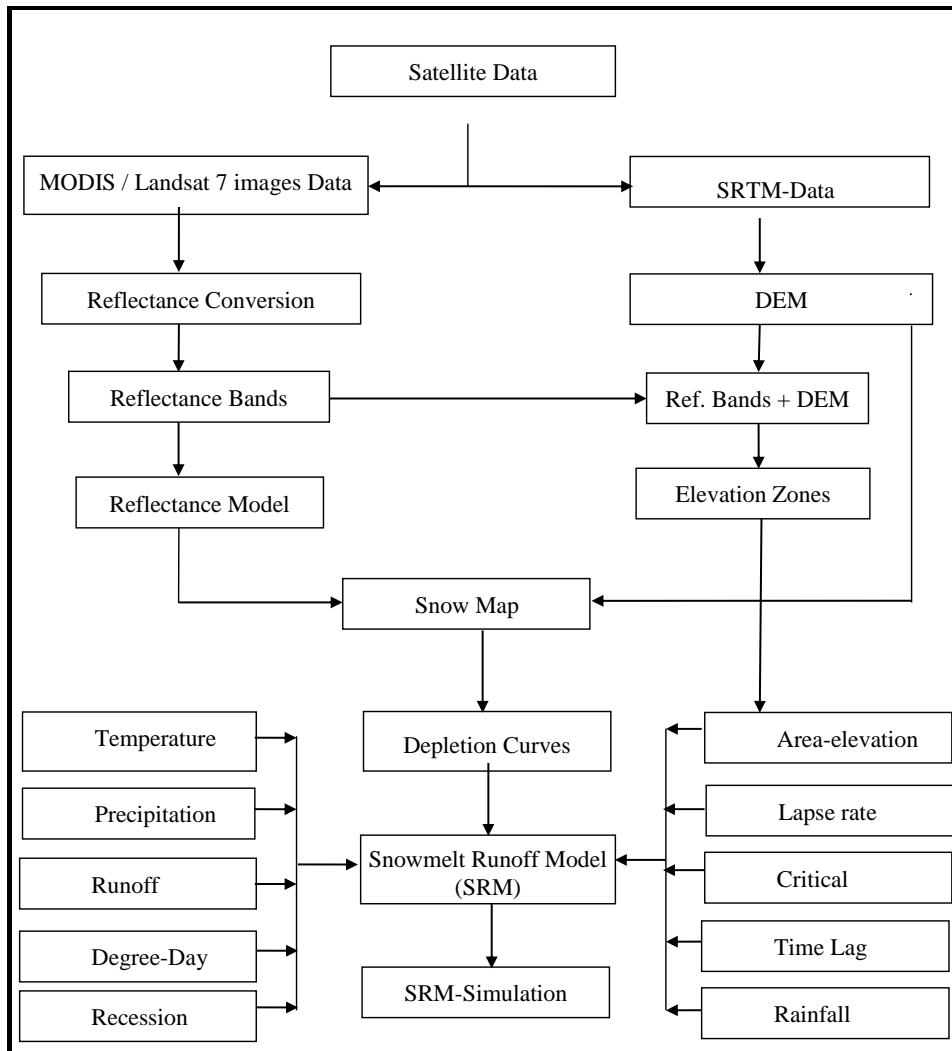 Satellite Data
MODIS / Landsat 7 images Data
SRTM-Data
Reflectance Conversion
DEM
Reflectance Bands
Ref. Bands + DEM
Reflectance Model
Elevation Zones
Snow Map
Temperature
Depletion Curves
Area-elevation
Precipitation
Lapse rate
Snowmelt Runoff Model
(SRM)
Runoff
Critical
Degree-Day
Time Lag
SRM-Simulation
Recession
Rainfall